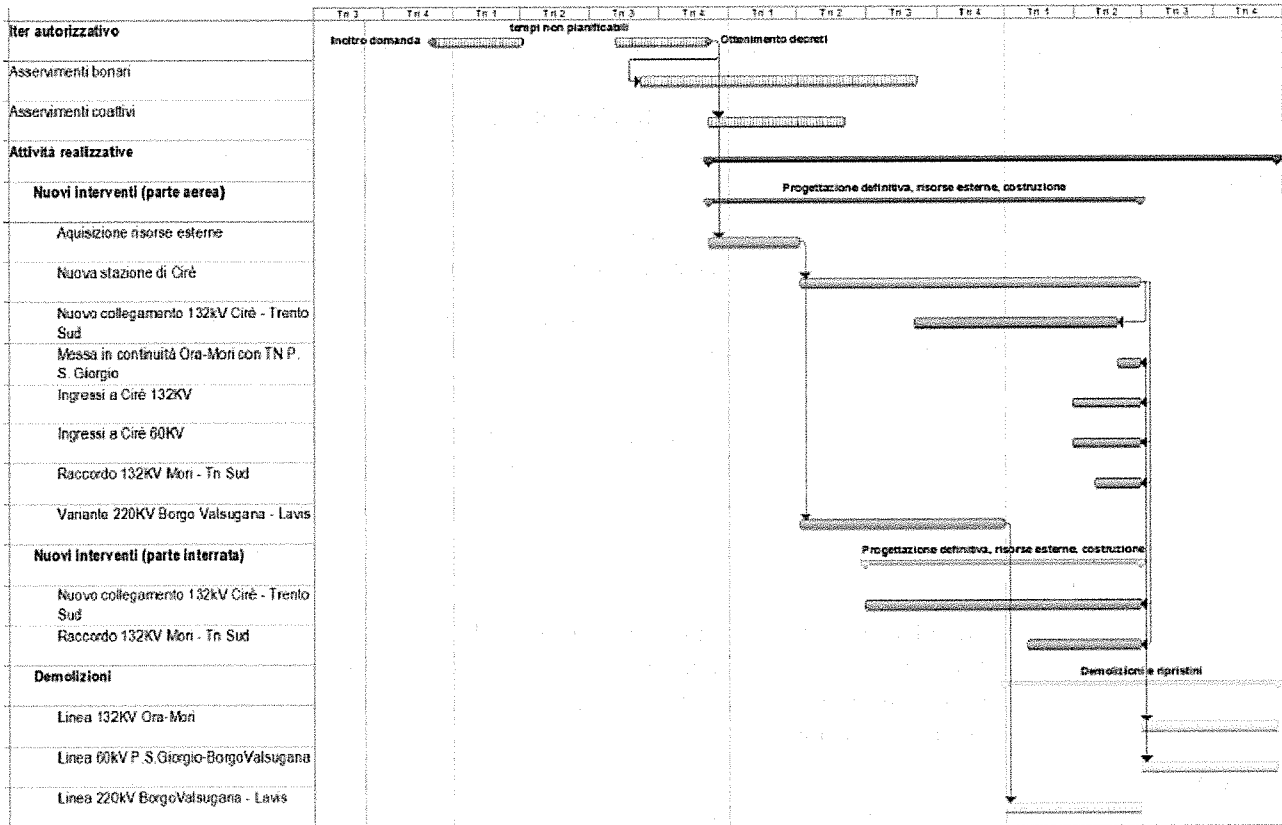 Tri 3 Tri 4 Tri 1 Tri 2 Tri 3 Tri 4 Tri 1 Tri 2 Tri 3 Tri 4 Tri 1 Tri 2 Tri 3 Tri 4
Iter autorizzativo
tempi non pianificabili
Inoltro domanda
Ottenimento decreti
Asservimenti bonari
Asservimenti coattivi
Attività realizzative
Nuovi interventi (parte aerea)
Progettazione definitiva, risorse esterne, costruzione
Aquisizione risorse esterne
Nuova stazione di Cirè
Nuovo collegamento 132kV Cirè - Trento
Sud
Messa in continuità Ora-Mori con TN P.
S. Giorgio
Ingressi a Cirè 132KV
Ingressi a Cirè 60KV
Raccordo 132KV Mori - Tn Sud
Variante 220KV Borgo Valsugana - Lavis
Nuovi interventi (parte interrata)
Progettazione definitiva, risorse esterne, costruzione
Nuovo collegamento 132kV Cirè - Trento
Sud
Raccordo 132KV Mori - Tn Sud
Demolizioni
Demolizioni e ripristini
Linea 132KV Ora-Mori
Linea 60kV P.S.Giorgio-BorgoValsugana
Linea 220kV BorgoValsugana - Lavis